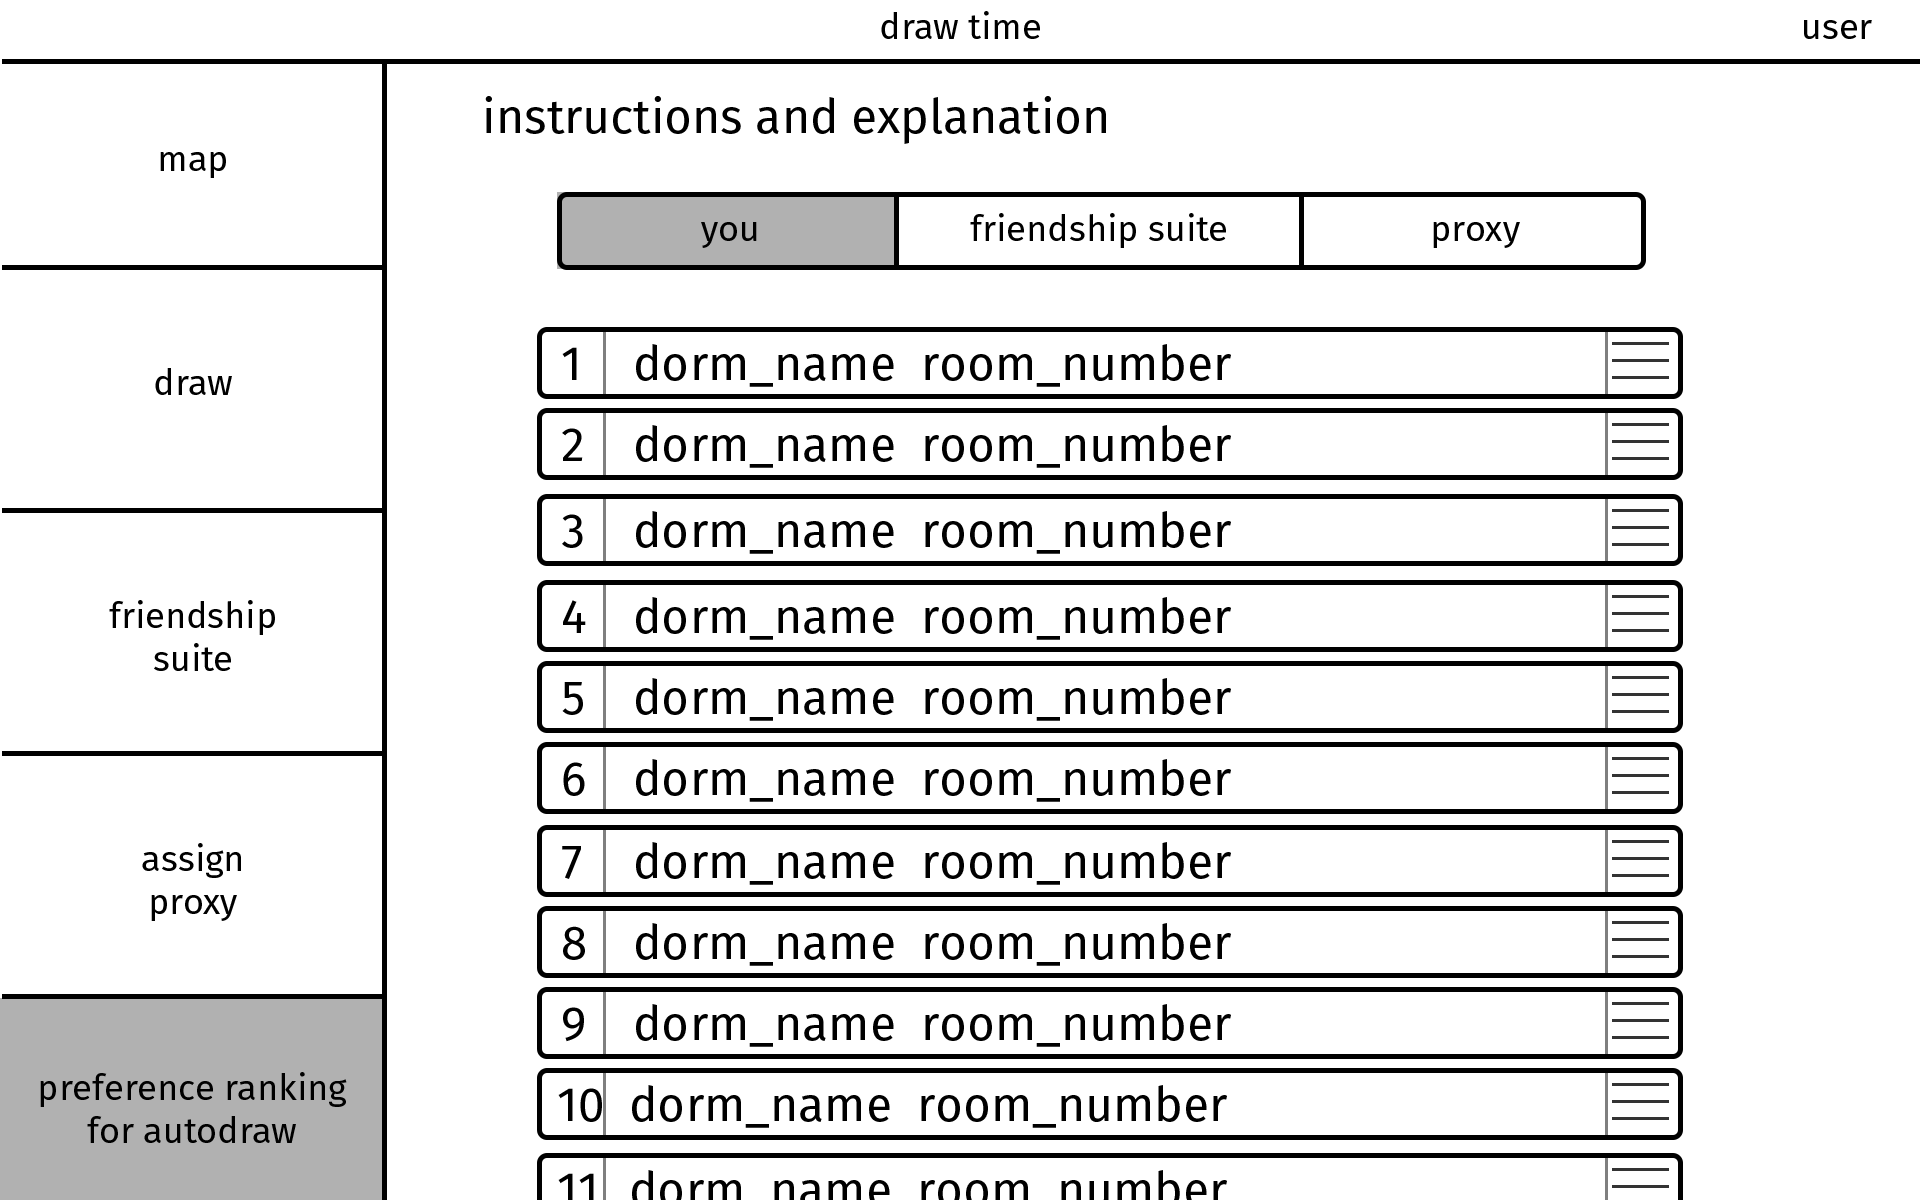 draw time
user
map
draw
friendship
suite
assign
proxy
preference ranking
for autodraw
instructions and explanation
you
friendship suite
proxy
1 dorm_name room_number
2 dorm_name room_number
3 dorm_name room_number
4 dorm_name room_number
5 dorm_name room_number
6 dorm_name room_number
7 dorm_name room_number
8 dorm_name room_number
9 dorm_name room_number
10 dorm_name room_number
11 dorm_name room_number